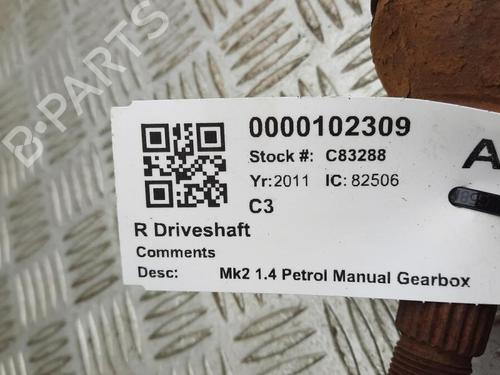 0000102309
Stock #: C83288
Yr:2011 IC: 82506
C3
R Driveshaft
Comments
Desc: Mk2 1.4 Petrol Manual Gearbox
A
B-PARTS